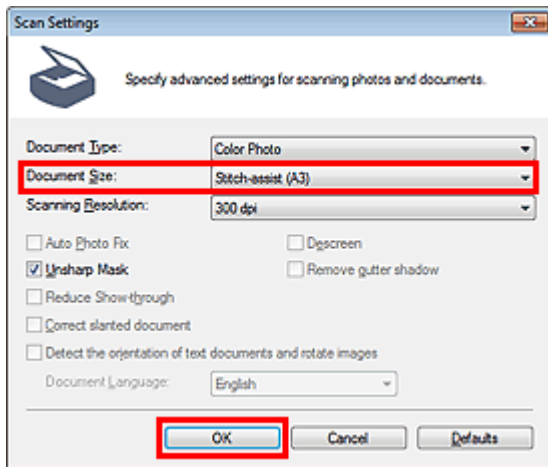 Scan Settings
Specify advanced settings for scanning photos and documents.
Document Type: Color Photo
Document Size: Stitch-assist (A3)
Scanning Resolution: 300 dpi
Auto Photo Fix Descreen
Unsharp Mask Remove gutter shadow
Reduce Show-through
Correct slanted document
Detect the orientation of text documents and rotate images
Document Language: English
OK Cancel Defaults